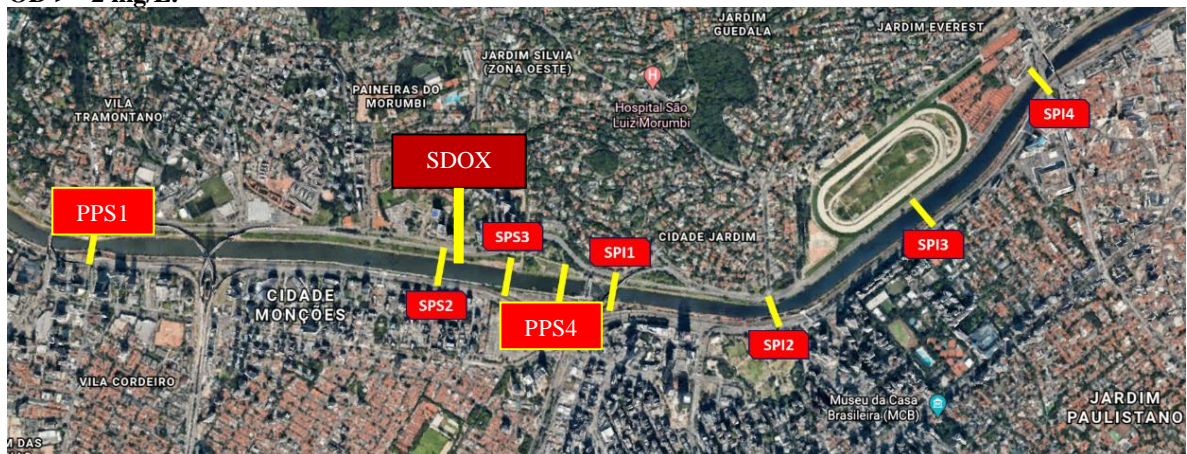 JARDIM
GUEDALA
JARDIM EVEREST
JARDIM SILVIA
(ZONA OESTE)
PAINEIRAS DO
MORUMBI
VILA
TRAMONTANO
Hospital São
Luiz Morumbi
SPI4
SDOX
PPS1
SPS3
SPI1
CIDADE JARDIM
SPI3
SPS2
CIDADE
MONÇÕES
PPS4
SPI2
VILA CORDEIRO
Museu da Casa
Brasileira (MCB)
JARDIM
PAULISTANO